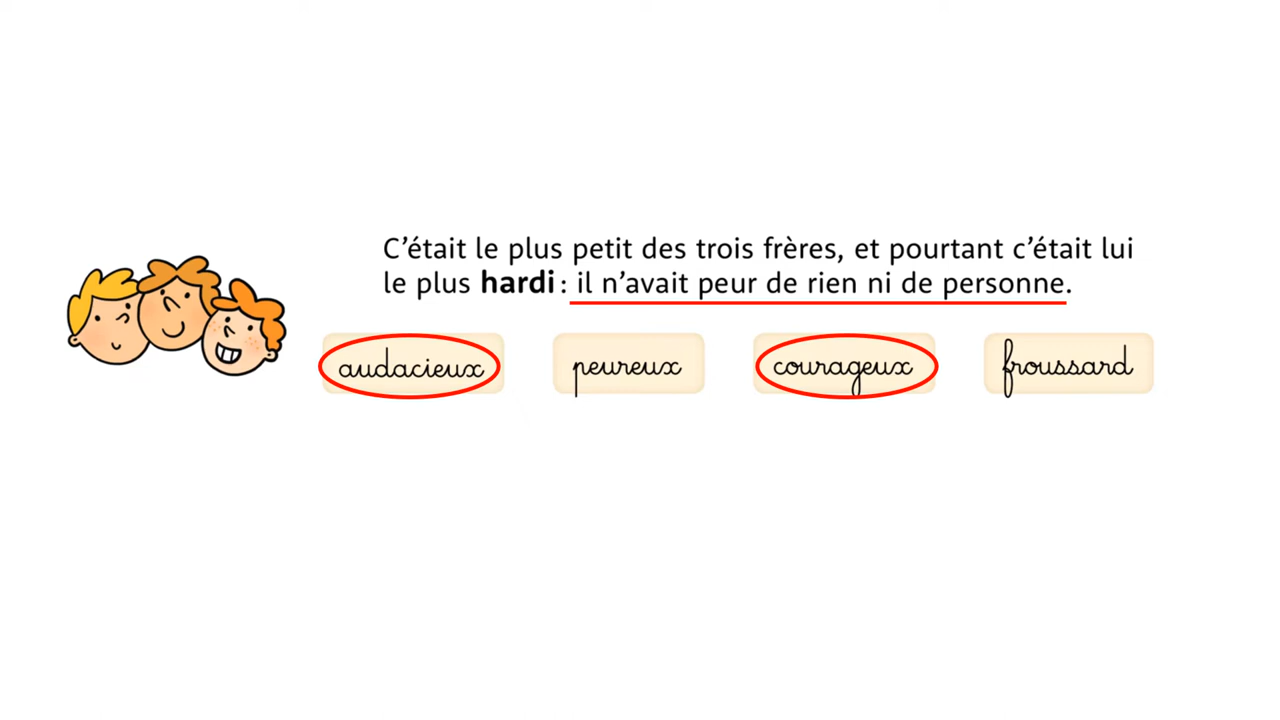 C’était le plus petit des trois frères, et pourtant c’était lui
le plus hardi : il n’avait peur de rien ni de personne.
audacieux peureux courageux froussard